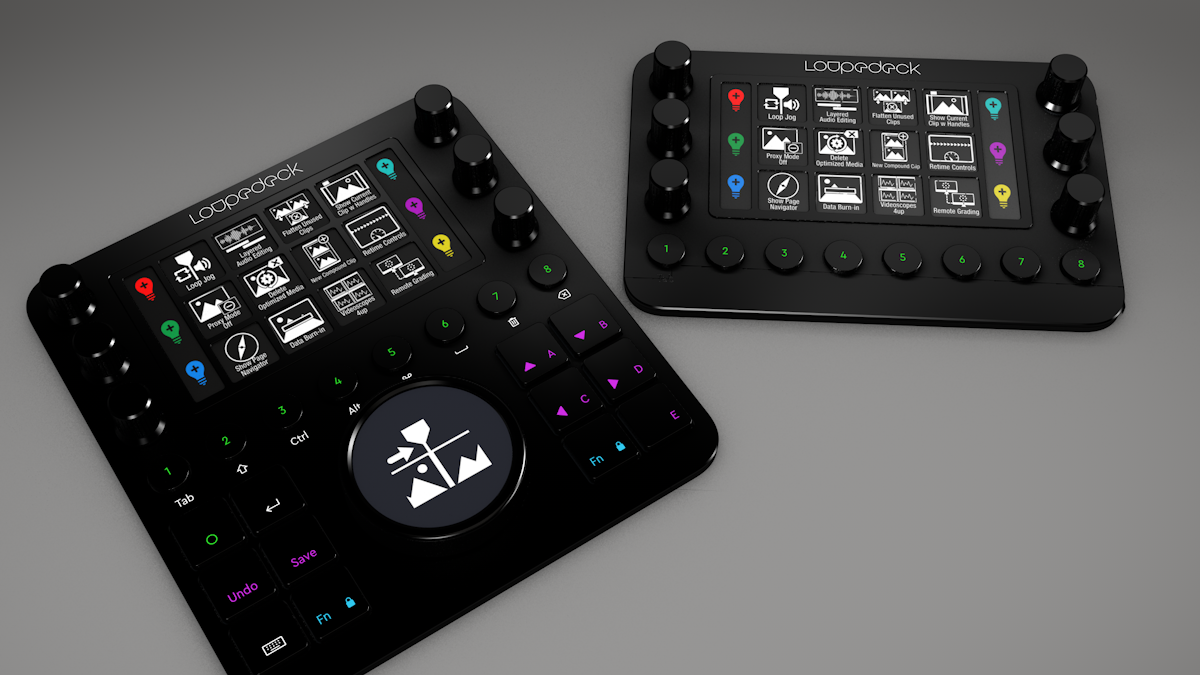 Loupedeck
Loop Jog
Layered
Audio Editing
Flatten Unused
Clips
Show Current
Clip w Handles
Proxy Mode
Off
Delete
Optimized Media
New Compound Clip
Retime Controls
Show Page
Navigator
Data Burn-in
Videoscopes
4up
Remote Grading
1
2
3
4
5
6
7
8
Tab
Ctrl
Alt
A
B
C
D
E
Fn
Undo
Save
Fn
Loupedeck
Loop Jog
Layered
Audio Editing
Flatten Unused
Clips
Show Current
Clip w Handles
Proxy Mode
Off
Delete
Optimized Media
New Compound Clip
Retime Controls
Show Page
Navigator
Data Burn-in
Videoscopes
4up
Remote Grading
1
2
3
4
5
6
7
8